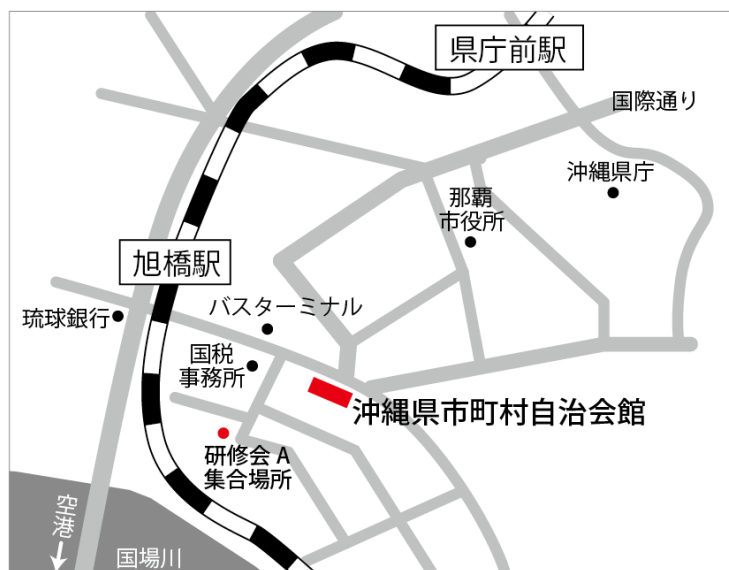 県庁前駅
国際通り
沖縄県庁
那覇
市役所
旭橋駅
バスターミナル
琉球銀行
国税
事務所
沖縄県市町村自治会館
研修会 A
集合場所
空港
国場川